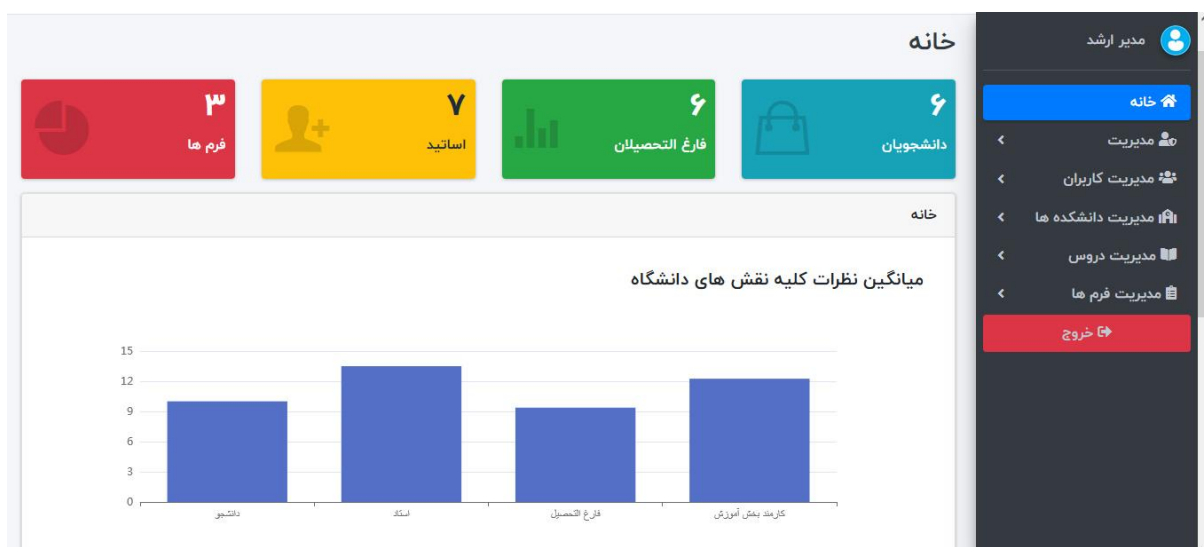 مدیر ارشد
خانه
مدیریت
مدیریت کاربران
مدیریت دانشکده ها
مدیریت دروس
مدیریت فرم ها
خروج
خانه
۶
دانشجویان
۶
فارغ التحصیلان
۷
اساتید
۳
فرم ها
خانه
میانگین نظرات کلیه نقش های دانشگاه
15
12
9
6
3
0
دانشجو
استاد
فارغ التحصیل
کارمند بخش آموزش